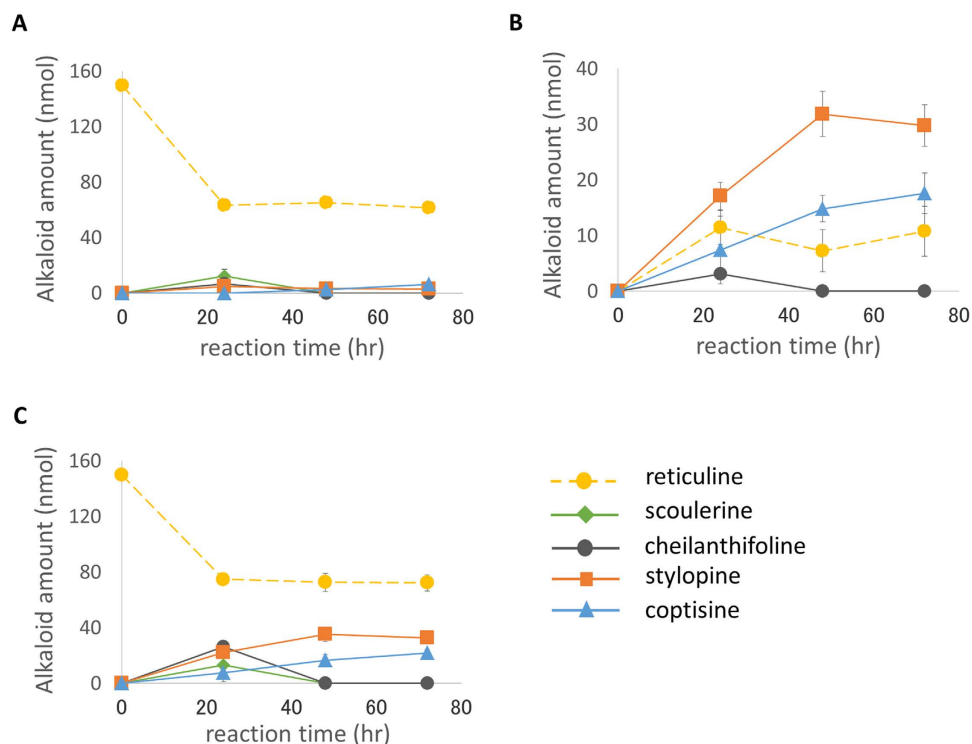 A
Alkaloid amount (nmol)
160
120
80
40
0
0 20 40 60 80
reaction time (hr)
B
Alkaloid amount (nmol)
40
30
20
10
0
0 20 40 60 80
reaction time (hr)
C
Alkaloid amount (nmol)
160
120
80
40
0
0 20 40 60 80
reaction time (hr)
reticuline
scoulerine
cheilanthifoline
stylopine
coptisine